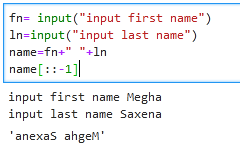 fn= input("input first name")
ln=input("input last name")
name=fn+" "+ln
name[::-1]
input first name Megha
input last name Saxena
'anexaS ahgeM'